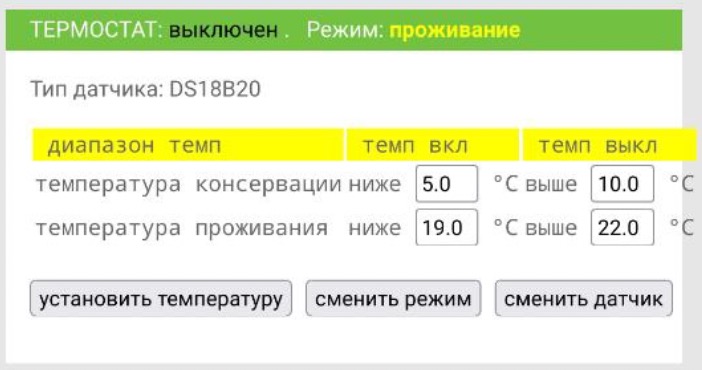 ТЕРМОСТАТ: выключен . Режим: проживание
Тип датчика: DS18B20
диапазон темп темп вкл темп выкл
температура консервации ниже 5.0 °C выше 10.0 °C
температура проживания ниже 19.0 °C выше 22.0 °C
установить температуру сменить режим сменить датчик